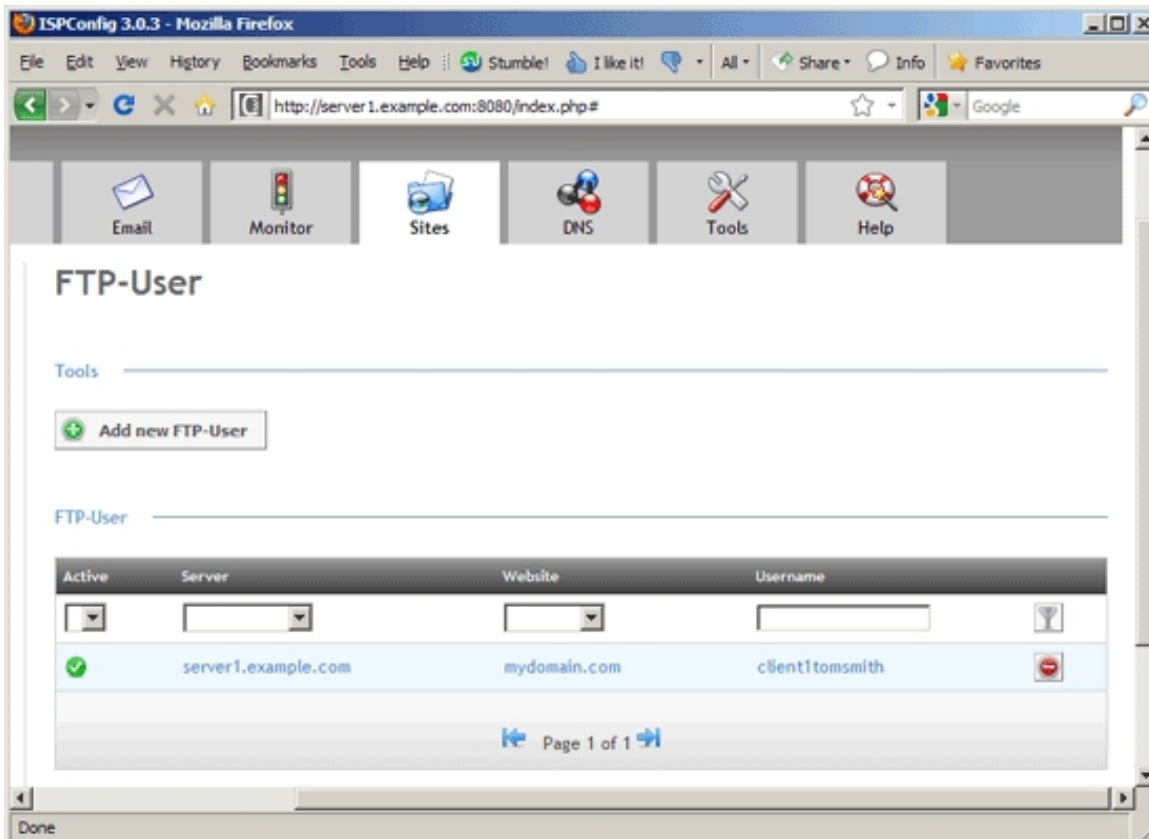 ISPConfig 3.0.3 - Mozilla Firefox
File Edit View History Bookmarks Tools Help Stumble! I like it! All Share Info Favorites
http://server1.example.com:8080/index.php# Google
Email Monitor Sites DNS Tools Help
FTP-User
Tools
Add new FTP-User
FTP-User
Active Server Website Username
server1.example.com mydomain.com client1tomsmith
Page 1 of 1
Done